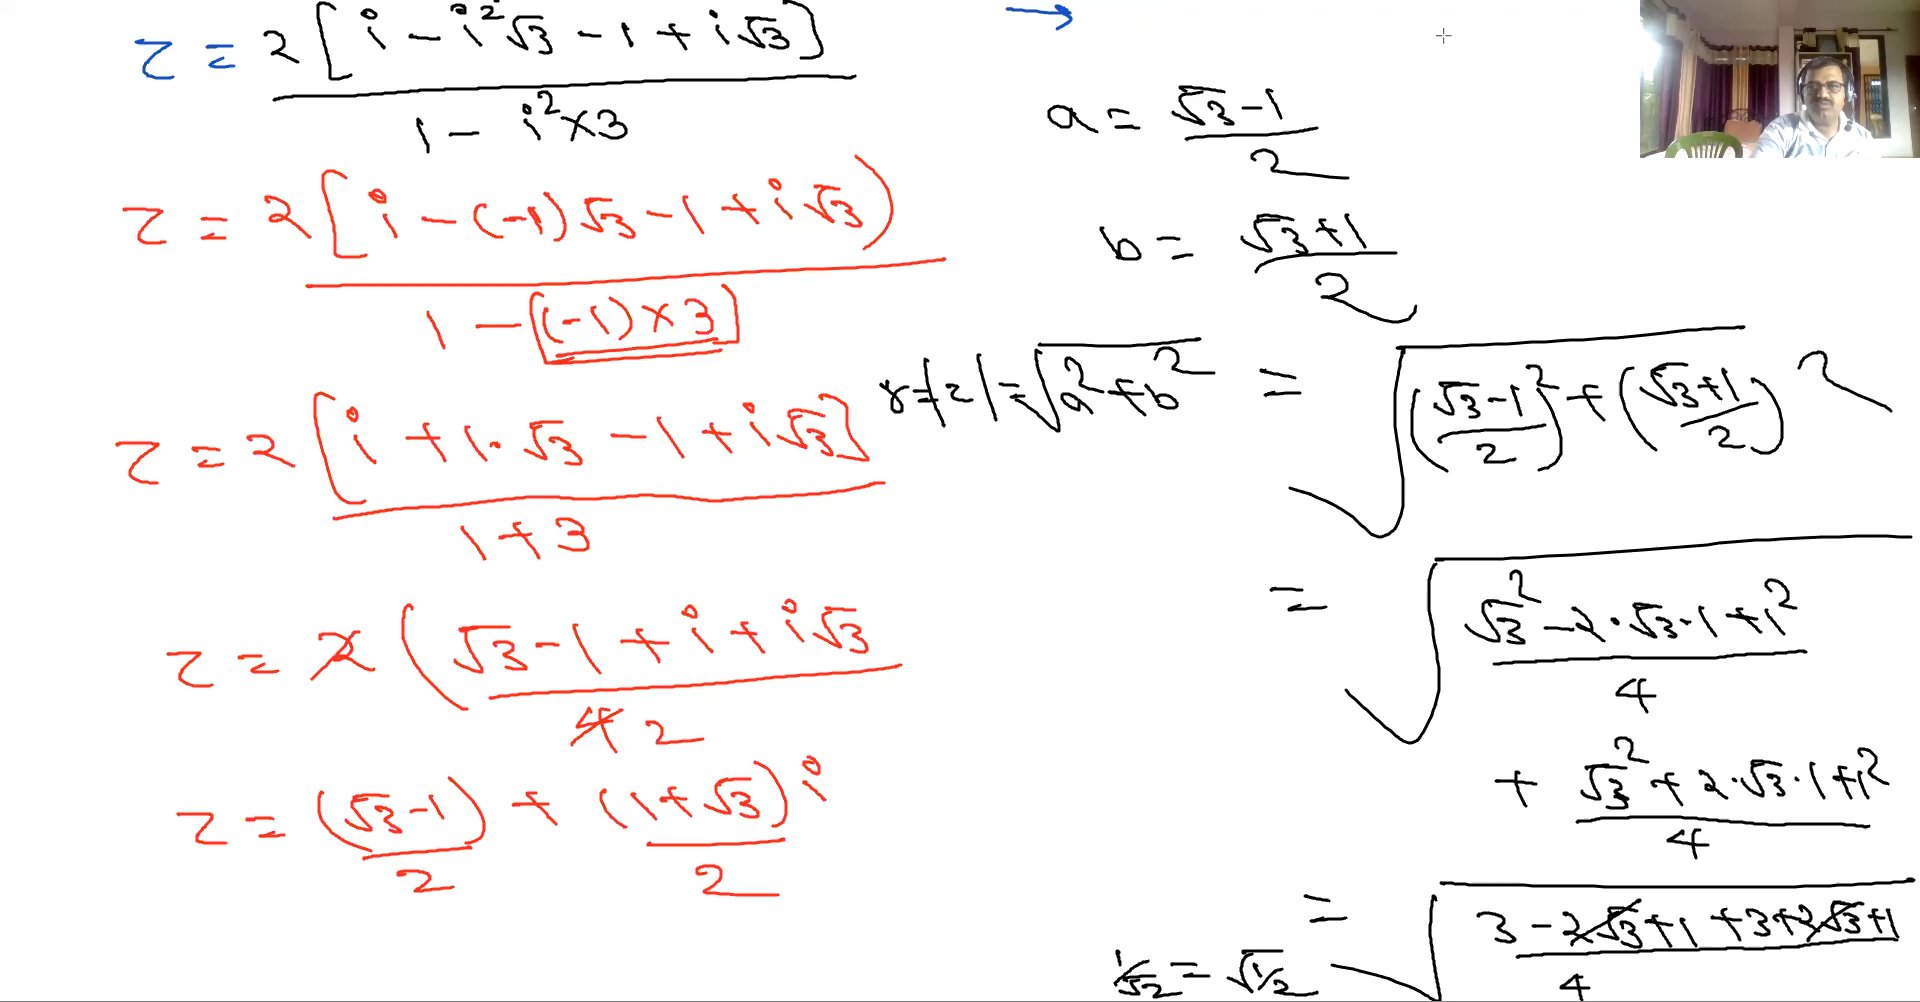 z = 2[i - i²√3 - 1 + i√3] / 1 - i²×3
z = 2[i - (-1)√3 - 1 + i√3) / 1 - [(-1)×3]
z = 2[i + 1·√3 - 1 + i√3] / 1+3
z = 2(√3 - 1 + i + i√3 / 4 2
z = (√3-1)/2 + (1+√3)/2 i
→
a = √3-1 / 2
b = √3+1 / 2
r=|z|=√a²+b² = √(√3-1 / 2)² + (√3+1 / 2)²
= √ √3² - 2·√3·1 + 1² / 4
+ √3² + 2·√3·1 + 1² / 4
= √ 3 - 2√3 + 1 + 3 + 2√3 + 1 / 4
1/√2 = √1/2